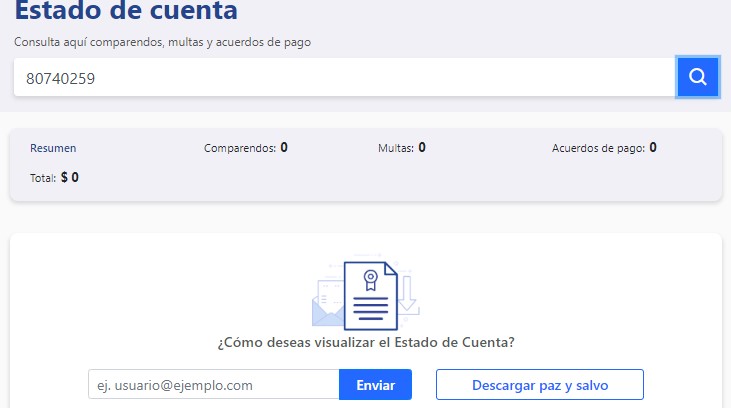 Estado de cuenta
Consulta aquí comparendos, multas y acuerdos de pago
80740259
Resumen Comparendos: 0 Multas: 0 Acuerdos de pago: 0
Total: $ 0
¿Cómo deseas visualizar el Estado de Cuenta?
ej. usuario@ejemplo.com Enviar Descargar paz y salvo